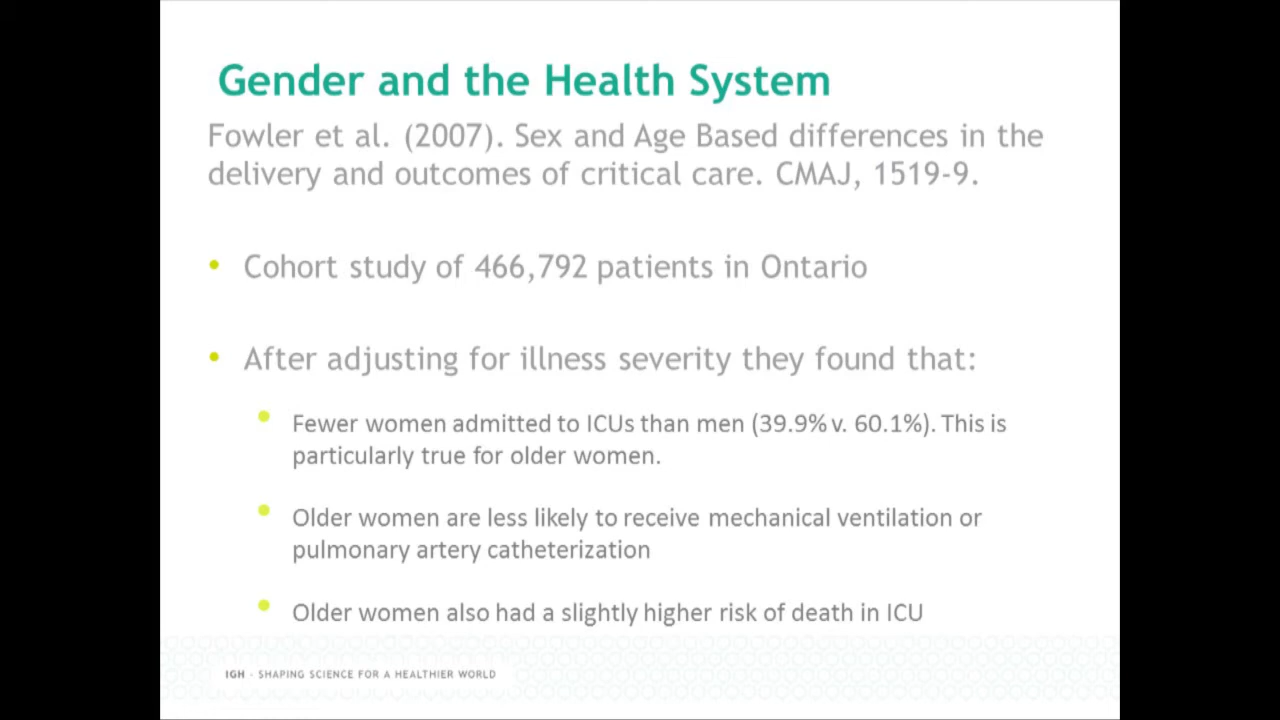 Gender and the Health System
Fowler et al. (2007). Sex and Age Based differences in the
delivery and outcomes of critical care. CMAJ, 1519-9.
• Cohort study of 466,792 patients in Ontario
• After adjusting for illness severity they found that:
• Fewer women admitted to ICUs than men (39.9% v. 60.1%). This is
particularly true for older women.
• Older women are less likely to receive mechanical ventilation or
pulmonary artery catheterization
• Older women also had a slightly higher risk of death in ICU
IGH - SHAPING SCIENCE FOR A HEALTHIER WORLD